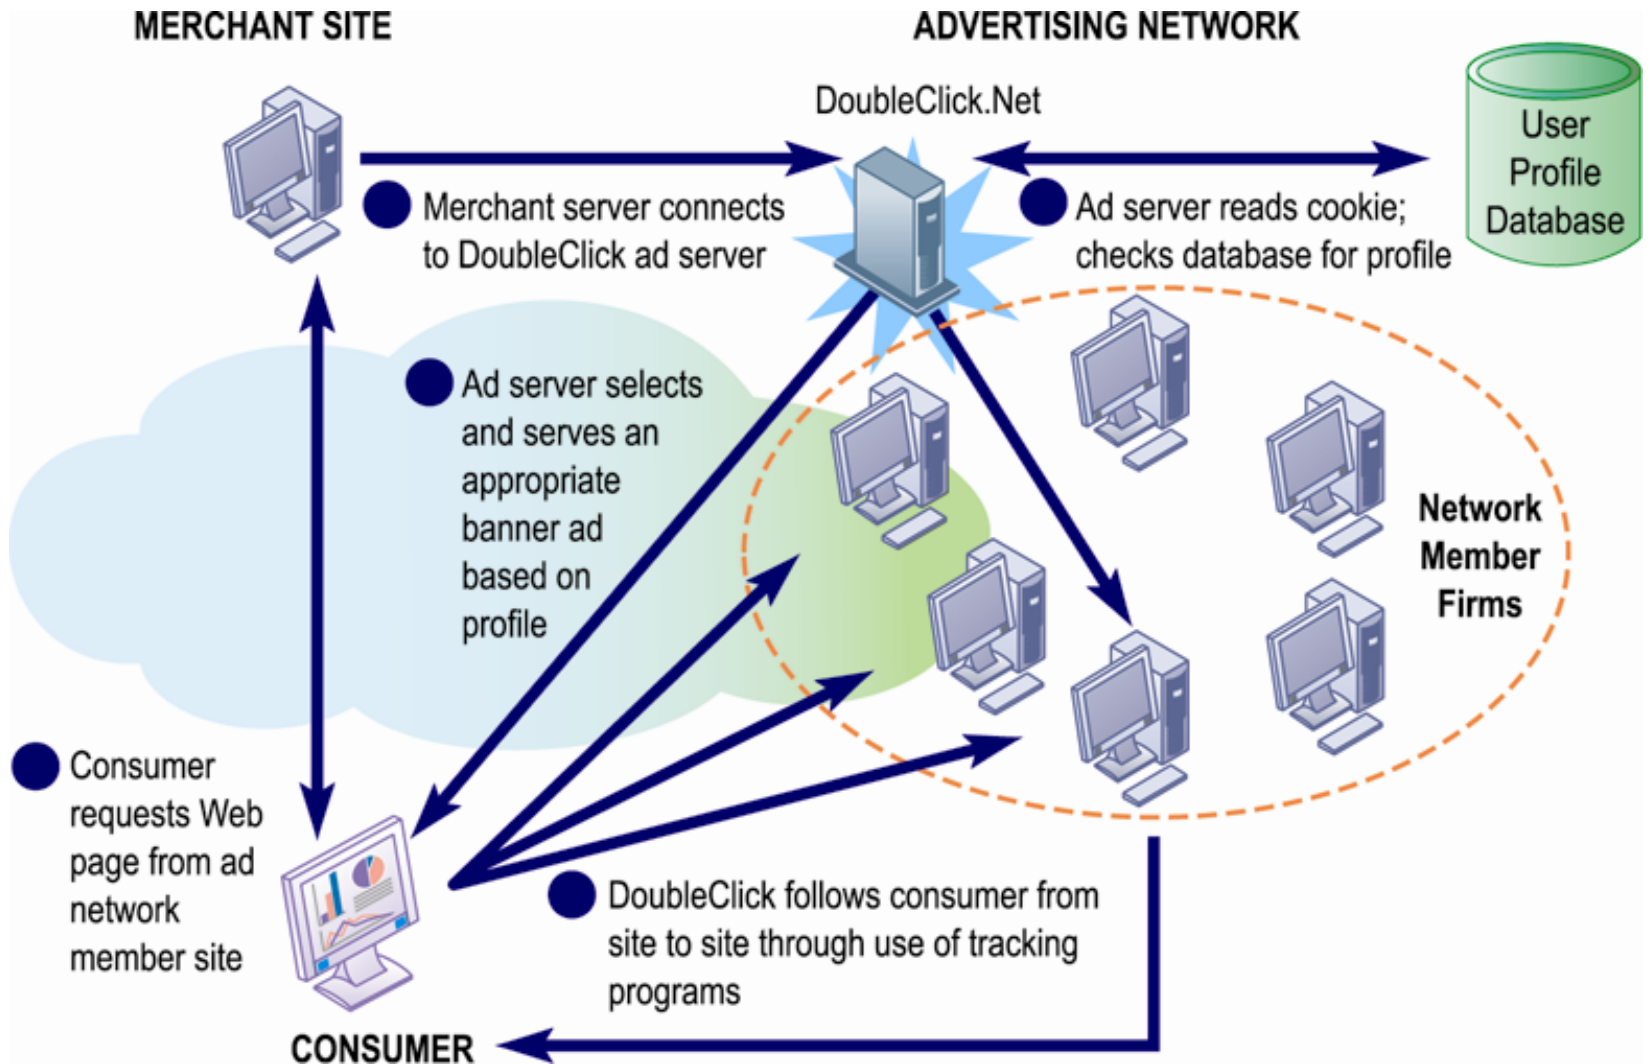 MERCHANT SITE
ADVERTISING NETWORK
DoubleClick.Net
User
Profile
Database
Merchant server connects
to DoubleClick ad server
Ad server reads cookie;
checks database for profile
Ad server selects
and serves an
appropriate
banner ad
based on
profile
Network
Member
Firms
Consumer
requests Web
page from ad
network
member site
DoubleClick follows consumer from
site to site through use of tracking
programs
CONSUMER